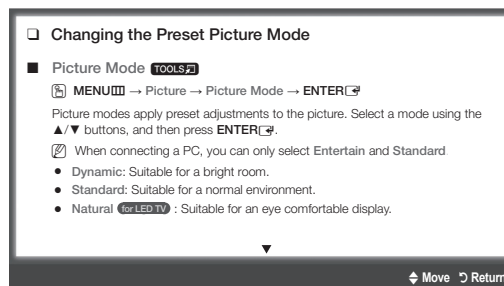 ❑ Changing the Preset Picture Mode
■ Picture Mode TOOLS
MENU → Picture → Picture Mode → ENTER
Picture modes apply preset adjustments to the picture. Select a mode using the
▲/▼ buttons, and then press ENTER.
When connecting a PC, you can only select Entertain and Standard.
● Dynamic: Suitable for a bright room.
● Standard: Suitable for a normal environment.
● Natural for LED TV : Suitable for an eye comfortable display.
▼
Move Return